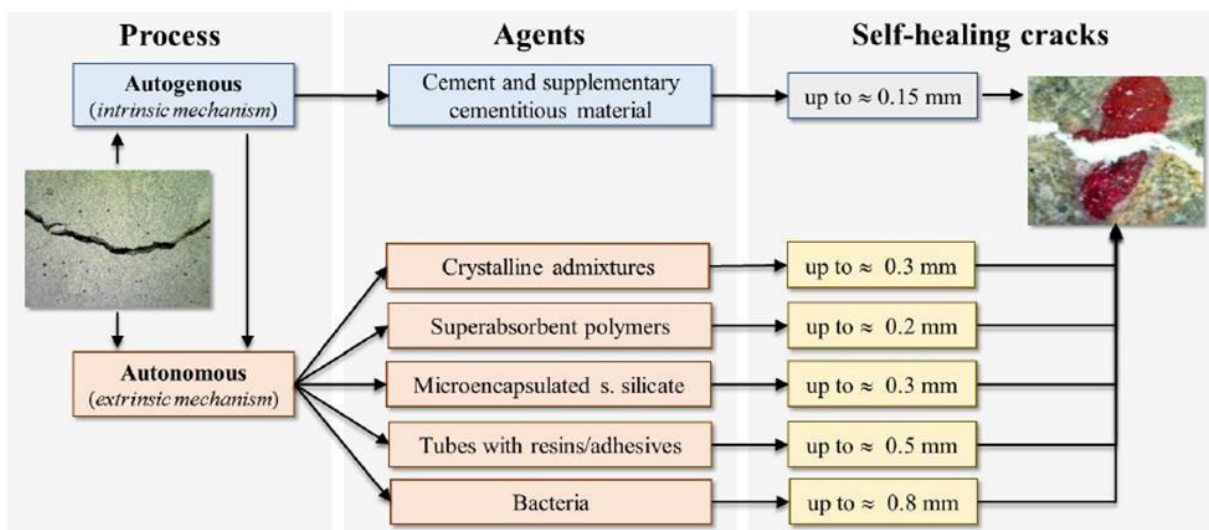 Process
Agents
Self-healing cracks
Autogenous
(intrinsic mechanism)
Cement and supplementary
cementitious material
up to ≈ 0.15 mm
Crystalline admixtures
up to ≈ 0.3 mm
Superabsorbent polymers
up to ≈ 0.2 mm
Autonomous
(extrinsic mechanism)
Microencapsulated s. silicate
up to ≈ 0.3 mm
Tubes with resins/adhesives
up to ≈ 0.5 mm
Bacteria
up to ≈ 0.8 mm